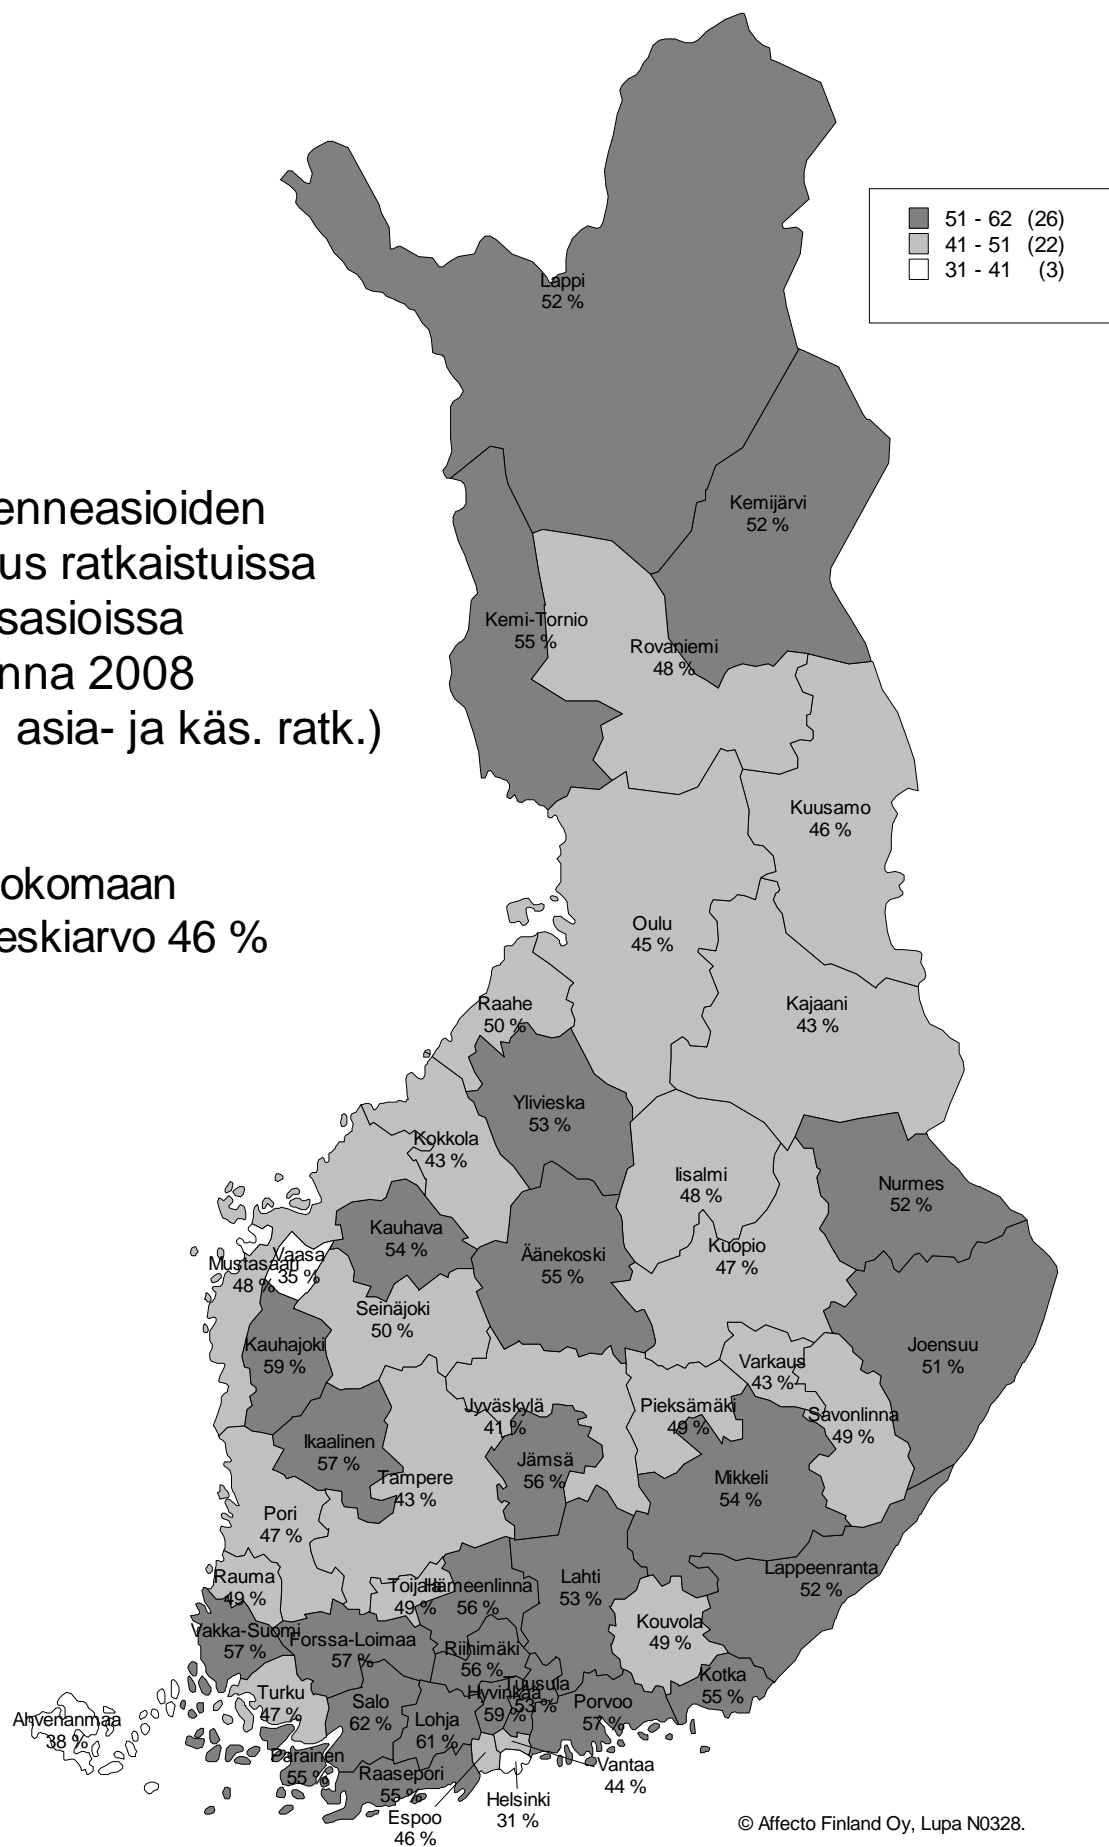 51 - 62 (26)
41 - 51 (22)
31 - 41 (3)
Lappi
52 %
enneasioiden
us ratkaistuissa
sasioissa
nna 2008
asia- ja käs. ratk.)
okomaan
eskiarvo 46 %
Kemijärvi
52 %
Kemi-Tornio
55 %
Rovaniemi
48 %
Kuusamo
46 %
Oulu
45 %
Raahe
50 %
Kajaani
43 %
Ylivieska
53 %
Kokkola
43 %
Iisalmi
48 %
Nurmes
52 %
Kauhava
54 %
Vaasa
35 %
Mustasaari
48 %
Äänekoski
55 %
Kuopio
47 %
Seinäjoki
50 %
Kauhajoki
59 %
Joensuu
51 %
Varkaus
43 %
Jyväskylä
41 %
Pieksämäki
49 %
Savonlinna
49 %
Ikaalinen
57 %
Jämsä
56 %
Tampere
43 %
Mikkeli
54 %
Pori
47 %
Lappeenranta
52 %
Rauma
49 %
Toijala
49 %
Hämeenlinna
56 %
Lahti
53 %
Kouvola
49 %
Vakka-Suomi
57 %
Forssa-Loimaa
57 %
Riihimäki
56 %
Kotka
55 %
Turku
47 %
Salo
62 %
Hyvinkää
59 %
Tuusula
53 %
Porvoo
57 %
Lohja
61 %
Ahvenanmaa
38 %
Parainen
55 %
Raasepori
55 %
Vantaa
44 %
Helsinki
31 %
Espoo
46 %
© Affecto Finland Oy, Lupa N0328.